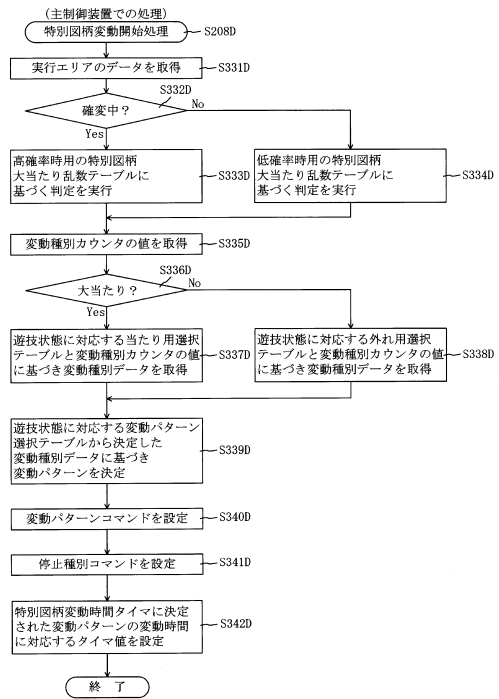 (主制御装置での処理)
特別図柄変動開始処理
S208D
実行エリアのデータを取得
S331D
確変中？
S332D
No
Yes
高確率時用の特別図柄
大当たり乱数テーブルに
基づく判定を実行
S333D
低確率時用の特別図柄
大当たり乱数テーブルに
基づく判定を実行
S334D
変動種別カウンタの値を取得
S335D
大当たり？
S336D
No
Yes
遊技状態に対応する当たり用選択
テーブルと変動種別カウンタの値
に基づき変動種別データを取得
S337D
遊技状態に対応する外れ用選択
テーブルと変動種別カウンタの値
に基づき変動種別データを取得
S338D
遊技状態に対応する変動パターン
選択テーブルから決定した
変動種別データに基づき
変動パターンを決定
S339D
変動パターンコマンドを設定
S340D
停止種別コマンドを設定
S341D
特別図柄変動時間タイマに決定
された変動パターンの変動時間
に対応するタイマ値を設定
S342D
終 了